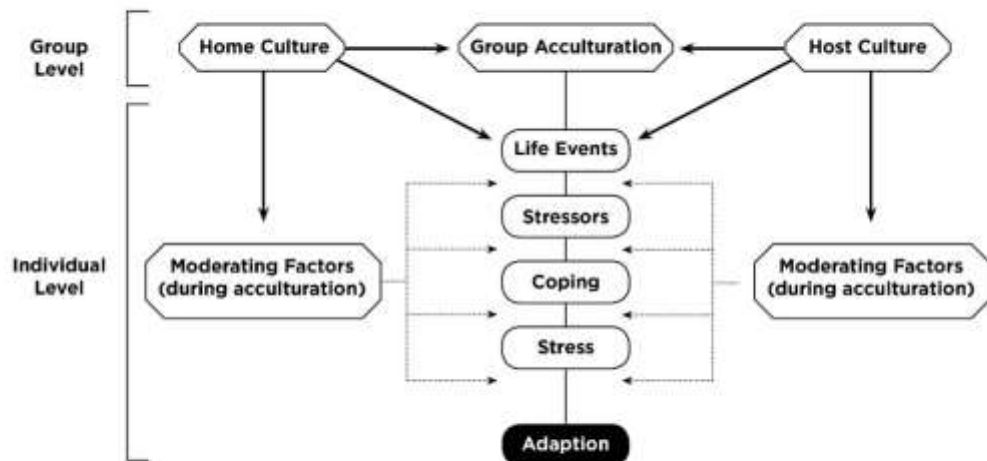 Group
Level
Home Culture
Group Acculturation
Host Culture
Life Events
Stressors
Individual
Level
Moderating Factors
(during acculturation)
Coping
Moderating Factors
(during acculturation)
Stress
Adaption